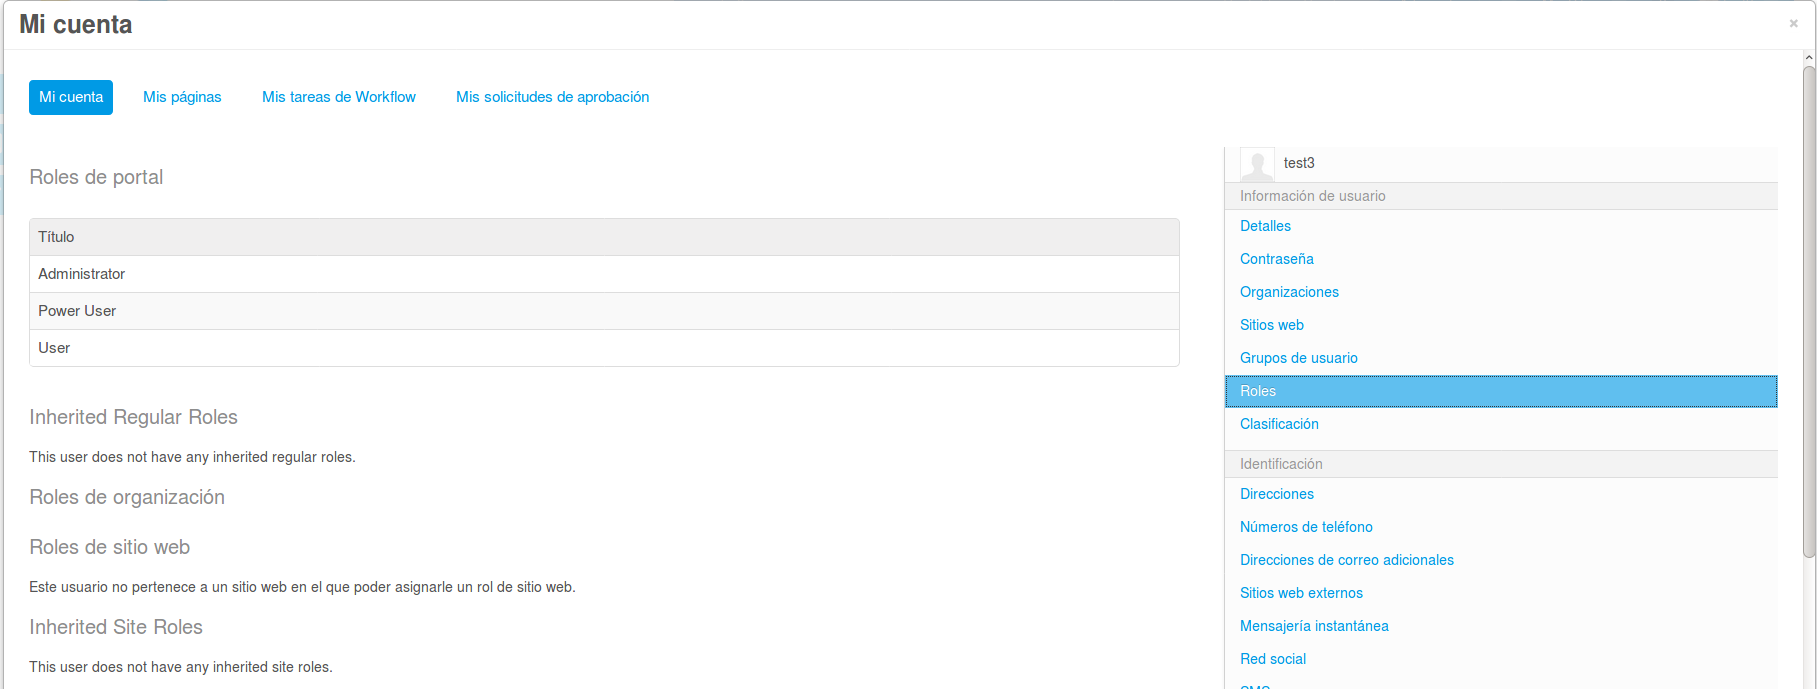 Mi cuenta
×
Mi cuenta
Mis páginas
Mis tareas de Workflow
Mis solicitudes de aprobación
Roles de portal
Título
Administrator
Power User
User
Inherited Regular Roles
This user does not have any inherited regular roles.
Roles de organización
Roles de sitio web
Este usuario no pertenece a un sitio web en el que poder asignarle un rol de sitio web.
Inherited Site Roles
This user does not have any inherited site roles.
test3
Información de usuario
Detalles
Contraseña
Organizaciones
Sitios web
Grupos de usuario
Roles
Clasificación
Identificación
Direcciones
Números de teléfono
Direcciones de correo adicionales
Sitios web externos
Mensajería instantánea
Red social